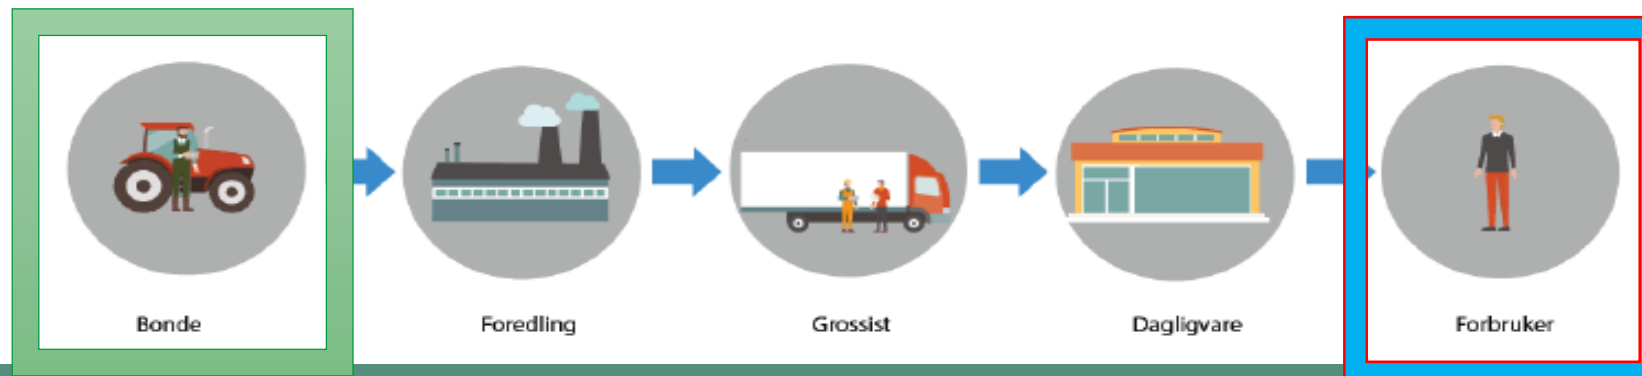 Bonde
Foredling
Grossist
Dagligvare
Forbruker